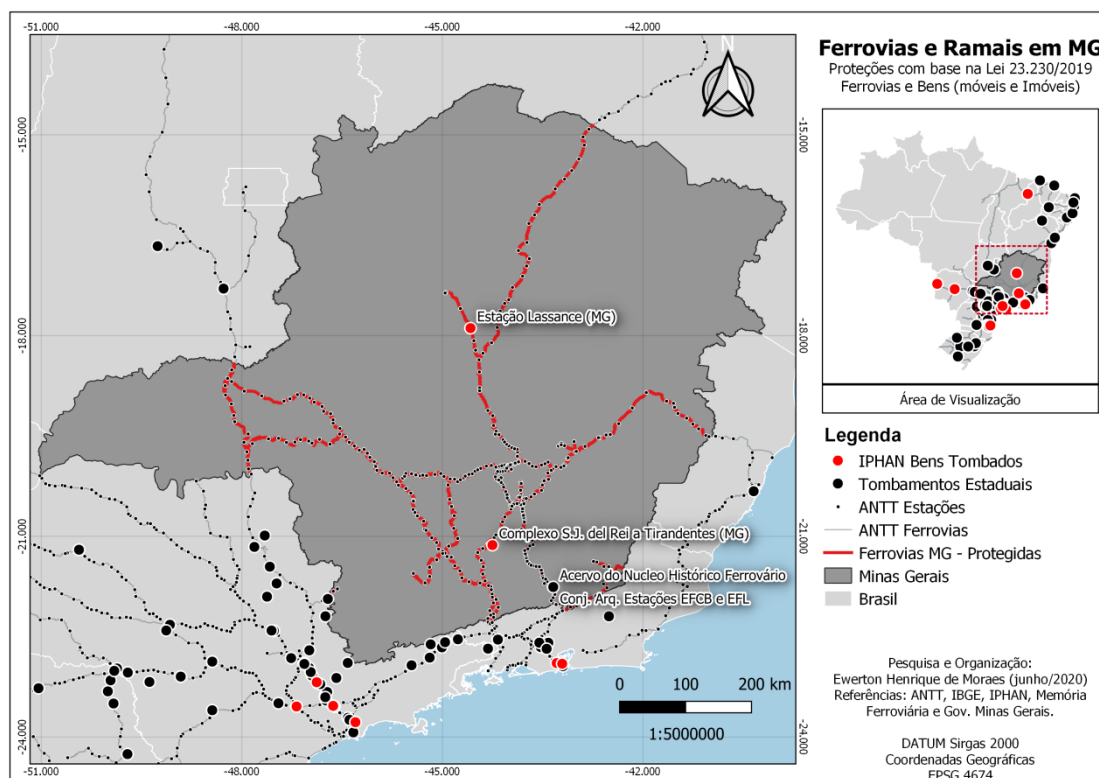 -51.000 -48.000 -45.000 -42.000
N
-15.000 -15.000
-18.000 -18.000
-21.000 -21.000
-24.000 -24.000
Estação Lassance (MG)
Complexo S.J. del Rei a Tirandentes (MG)
Acervo do Nucleo Histórico Ferrovário
Conj. Arq. Estações EFCB e EFL
0 100 200 km
1:5000000
-51.000 -48.000 -45.000 -42.000
Ferrovias e Ramais em MG
Proteções com base na Lei 23.230/2019
Ferrovias e Bens (móveis e Imóveis)
Área de Visualização
Legenda
IPHAN Bens Tombados
Tombamentos Estaduais
ANTT Estações
ANTT Ferrovias
Ferrovias MG - Protegidas
Minas Gerais
Brasil
Pesquisa e Organização:
Ewerton Henrique de Moraes (junho/2020)
Referências: ANTT, IBGE, IPHAN, Memória
Ferroviária e Gov. Minas Gerais.
DATUM Sirgas 2000
Coordenadas Geográficas
EPSG 4674